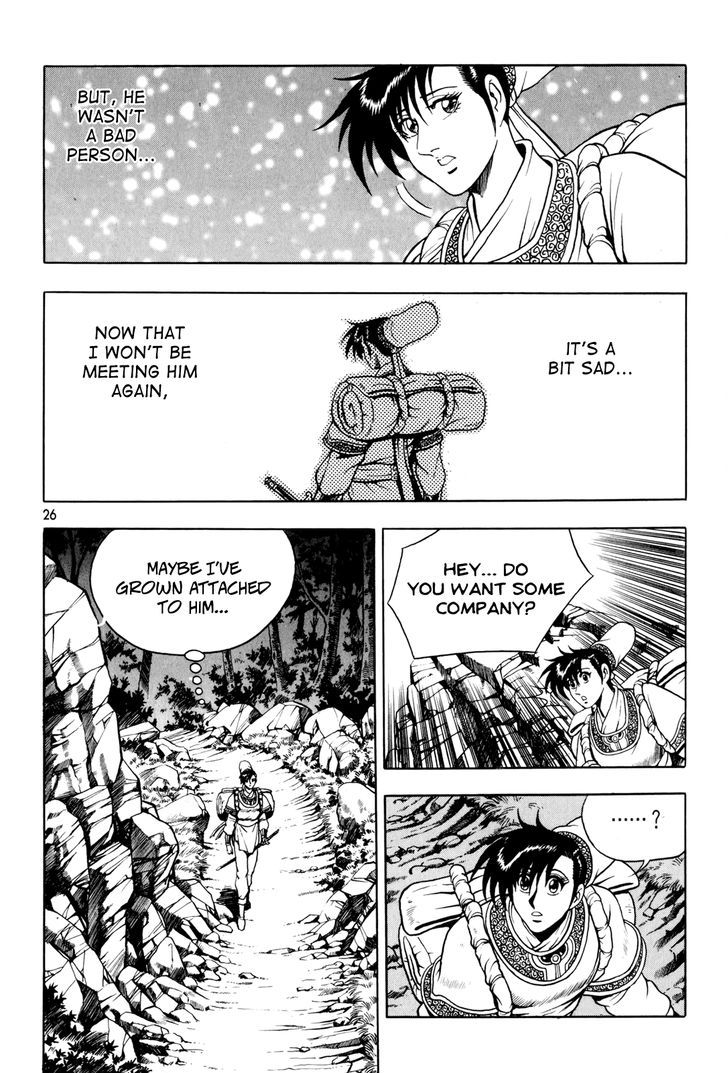 BUT, HE
WASN'T
A BAD
PERSON...
NOW THAT
I WON'T BE
MEETING HIM
AGAIN,
IT'S A
BIT SAD...
26
MAYBE I'VE
GROWN ATTACHED
TO HIM...
HEY... DO
YOU WANT SOME
COMPANY?
......?